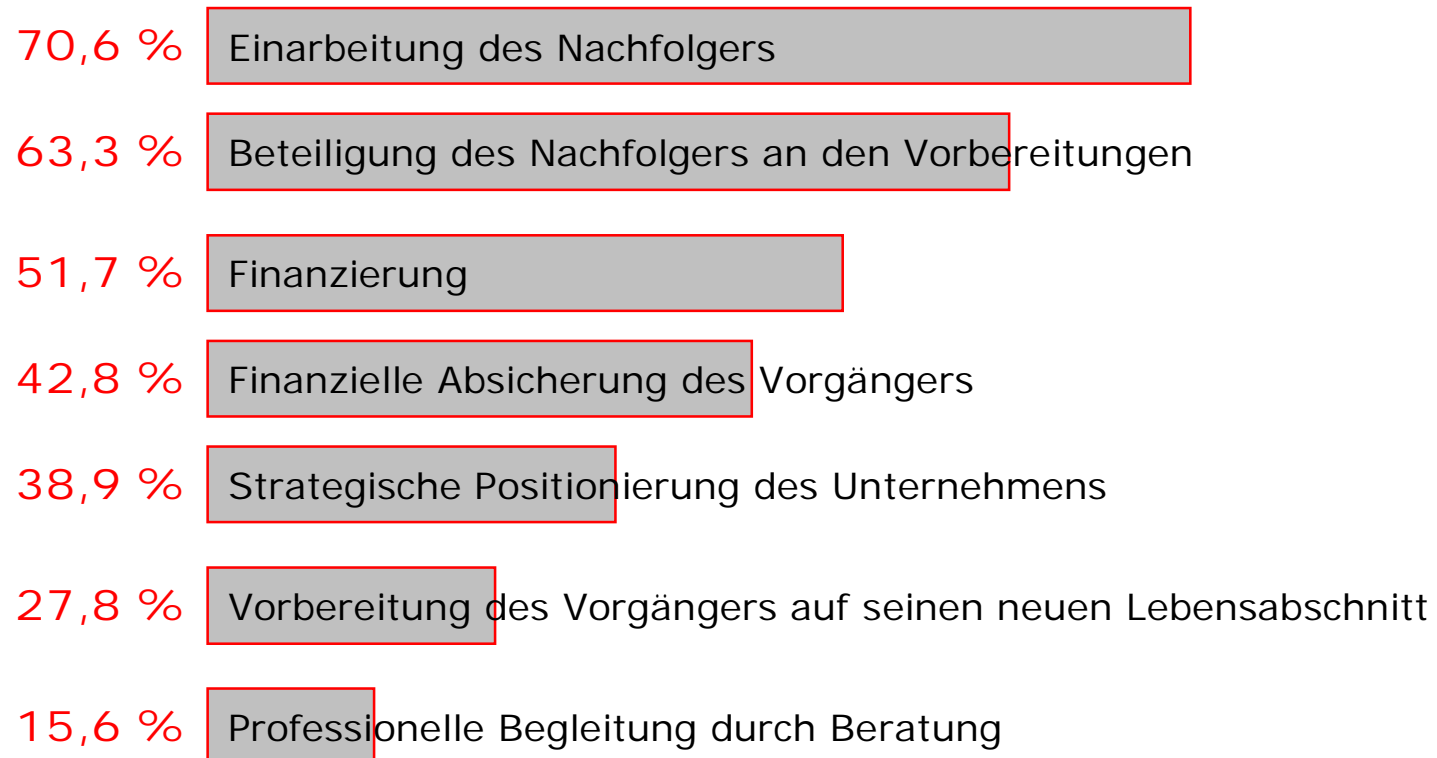 70,6 % Einarbeitung des Nachfolgers
63,3 % Beteiligung des Nachfolgers an den Vorbereitungen
51,7 % Finanzierung
42,8 % Finanzielle Absicherung des Vorgängers
38,9 % Strategische Positionierung des Unternehmens
27,8 % Vorbereitung des Vorgängers auf seinen neuen Lebensabschnitt
15,6 % Professionelle Begleitung durch Beratung